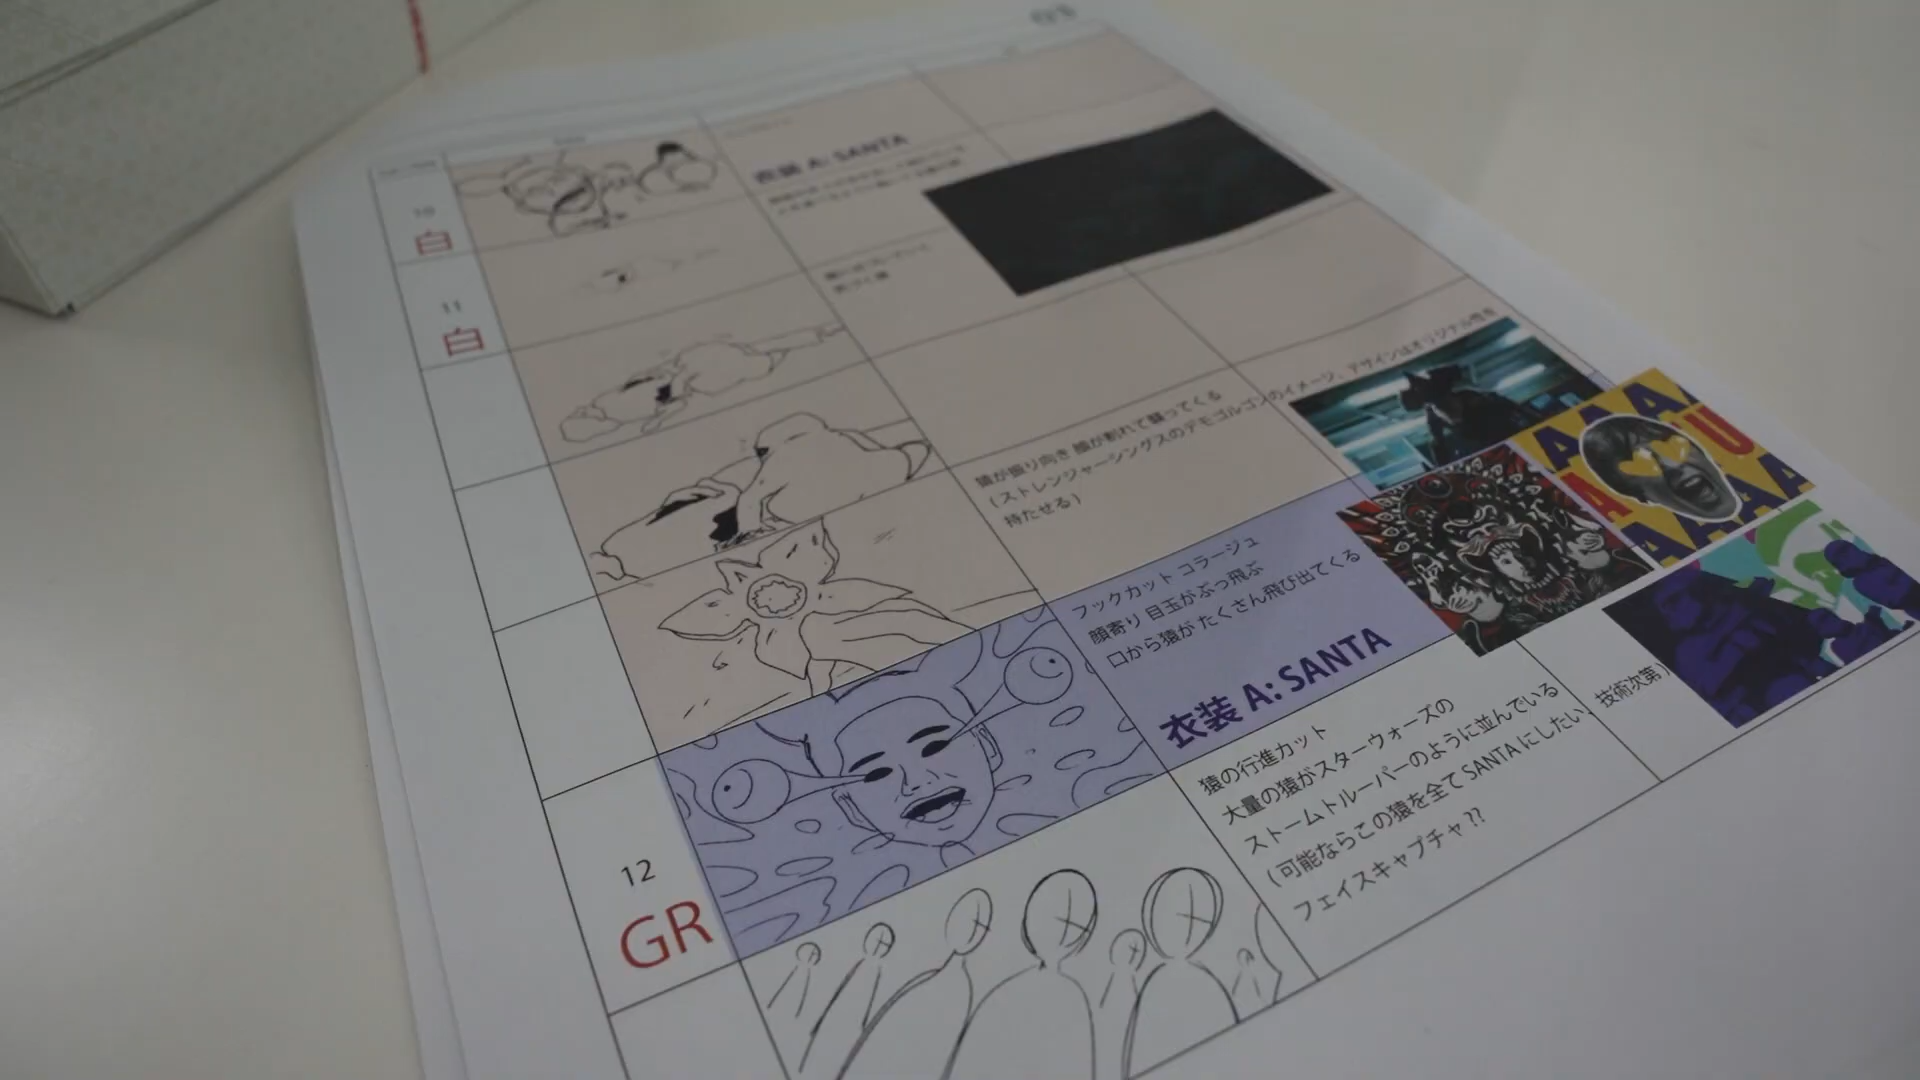 10
白
衣装 A: SANTA
11
白
猿が振り向き 顔が割れて襲ってくる
(ストレンジャーシングスのデモゴルゴンのイメージ、デザインはオリジナル性を
持たせる)
12
GR
フックカット コラージュ
顔寄り 目玉がぶっ飛ぶ
口から猿がたくさん飛び出てくる
衣装 A: SANTA
猿の行進カット
大量の猿がスターウォーズの
ストームトルーパーのように並んでいる
(可能ならこの猿を全てSANTAにしたい、
技術次第)
フェイスキャプチャ??